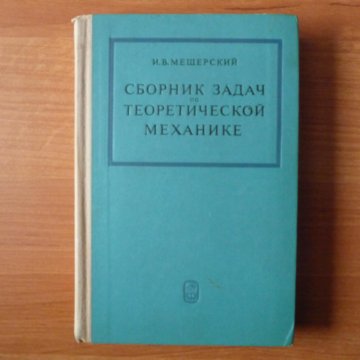 И.В.МЕЩЕРСКИЙ
СБОРНИК ЗАДАЧ
по
ТЕОРЕТИЧЕСКОЙ
МЕХАНИКЕ